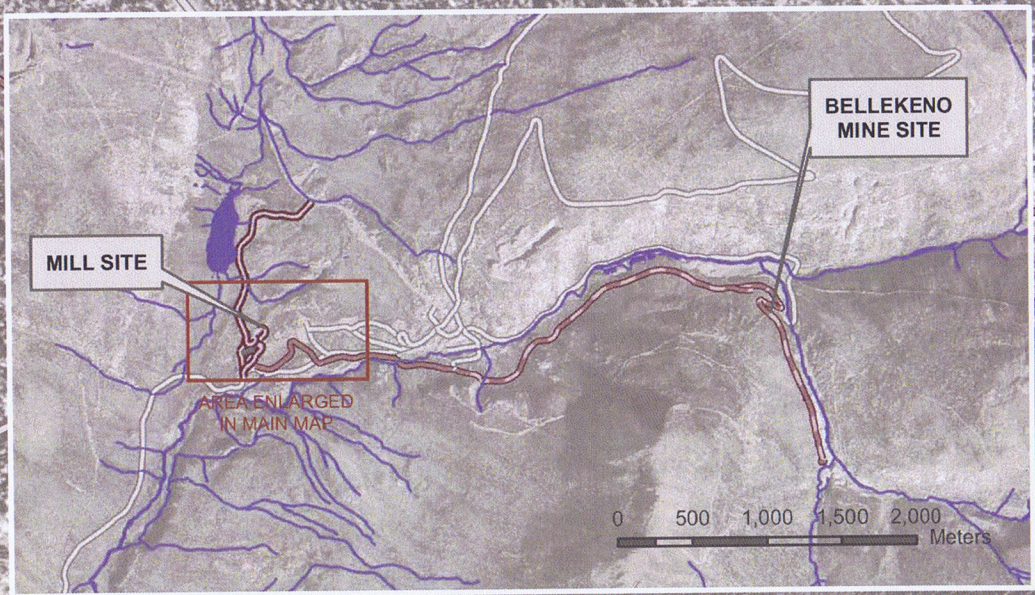 BELLEKENO
MINE SITE
MILL SITE
AREA ENLARGED
IN MAIN MAP
0 500 1,000 1,500 2,000
Meters